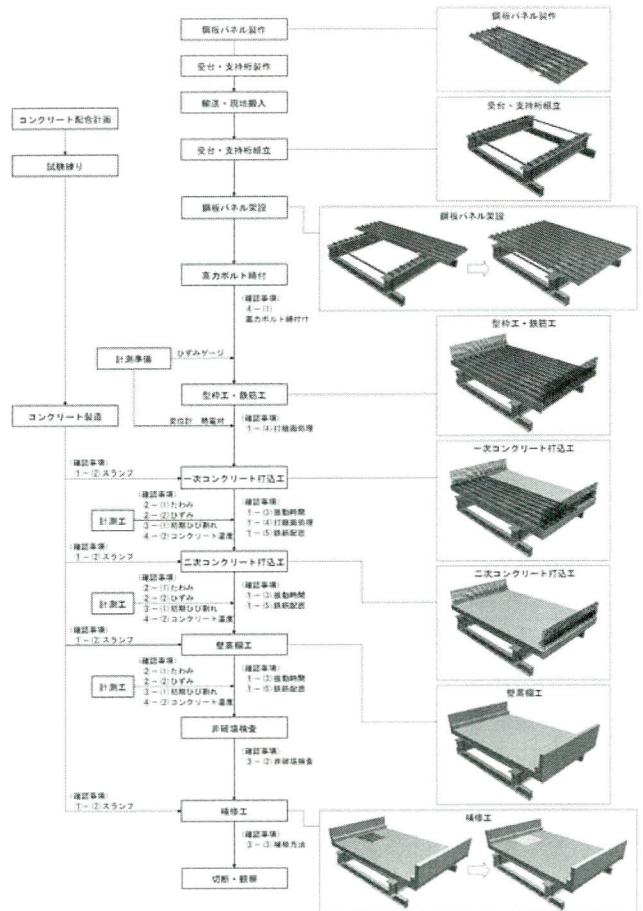 鋼板パネル製作
受台・支持桁製作
輸送・現地搬入
受台・支持桁組立
鋼板パネル架設
高力ボルト締付
(確認事項)
4-(1)
高力ボルト締付け
コンクリート配合計画
試験練り
コンクリート製造
計測準備
ひずみゲージ
型枠工・鉄筋工
変位計 熱電対
(確認事項)
1-(4)打継面処理
(確認事項)
1-(2)スランプ
一次コンクリート打込工
計測工
(確認事項)
2-(1)たわみ
2-(2)ひずみ
3-(1)初期ひび割れ
4-(2)コンクリート温度
(確認事項)
1-(3)振動時間
1-(4)打継面処理
1-(5)鉄筋配置
(確認事項)
1-(2)スランプ
二次コンクリート打込工
計測工
(確認事項)
2-(1)たわみ
2-(2)ひずみ
3-(1)初期ひび割れ
4-(2)コンクリート温度
(確認事項)
1-(3)振動時間
1-(5)鉄筋配置
(確認事項)
1-(2)スランプ
壁高欄工
計測工
(確認事項)
2-(1)たわみ
2-(2)ひずみ
3-(1)初期ひび割れ
4-(2)コンクリート温度
(確認事項)
1-(3)振動時間
1-(5)鉄筋配置
非破壊検査
(確認事項)
3-(2)非破壊検査
(確認事項)
1-(2)スランプ
補修工
(確認事項)
3-(3)補修方法
切断・観察
鋼板パネル製作
受台・支持桁組立
鋼板パネル架設
型枠工・鉄筋工
一次コンクリート打込工
二次コンクリート打込工
壁高欄工
補修工